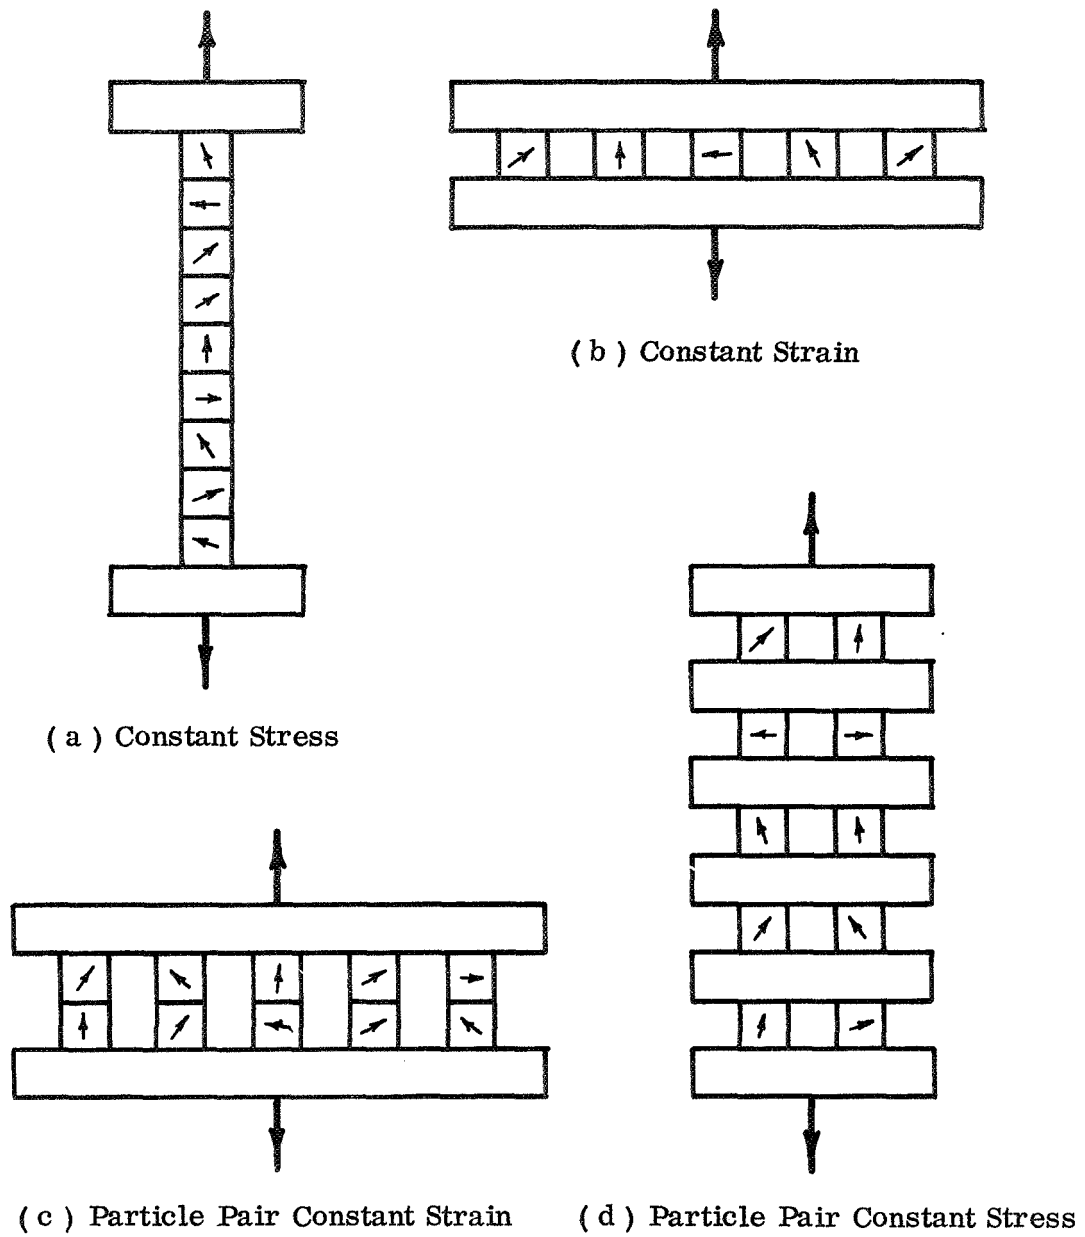 ( b ) Constant Strain
( a ) Constant Stress
( c ) Particle Pair Constant Strain
( d ) Particle Pair Constant Stress